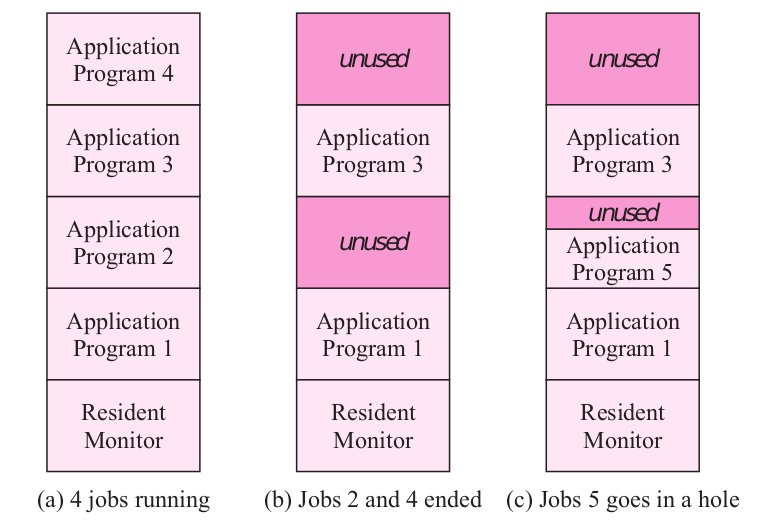 Application
Program 4
Application
Program 3
Application
Program 2
Application
Program 1
Resident
Monitor
(a) 4 jobs running
unused
Application
Program 3
unused
Application
Program 1
Resident
Monitor
(b) Jobs 2 and 4 ended
unused
Application
Program 3
unused
Application
Program 5
Application
Program 1
Resident
Monitor
(c) Jobs 5 goes in a hole